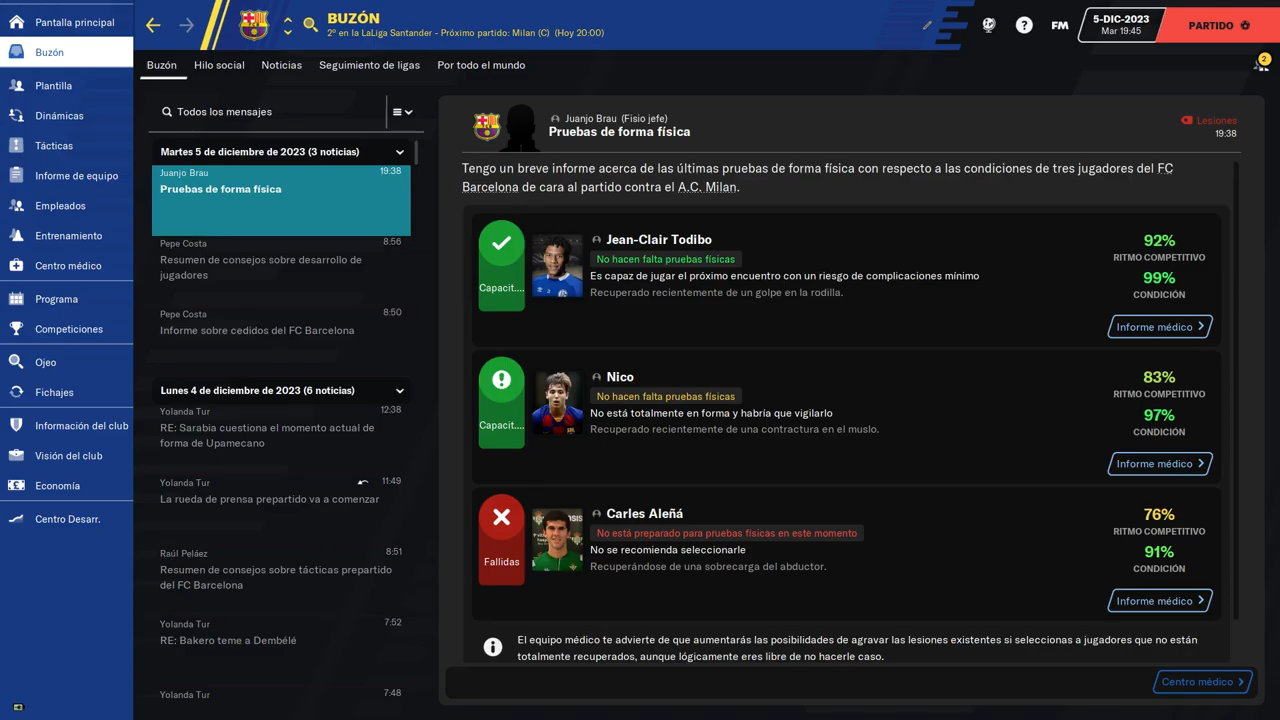 Pantalla principal
Buzón
Plantilla
Dinámicas
Tácticas
Informe de equipo
Empleados
Entrenamiento
Centro médico
Programa
Competiciones
Ojeo
Fichajes
Información del club
Visión del club
Economía
Centro Desarr.
BUZÓN
2º en la LaLiga Santander - Próximo partido: Milan (C) (Hoy 20:00)
FM
5-DIC-2023
Mar 19:45
PARTIDO
Buzón
Hilo social
Noticias
Seguimiento de ligas
Por todo el mundo
2
Todos los mensajes
Martes 5 de diciembre de 2023 (3 noticias)
Juanjo Brau
19:38
Pruebas de forma física
Pepe Costa
8:56
Resumen de consejos sobre desarrollo de
jugadores
Pepe Costa
8:50
Informe sobre cedidos del FC Barcelona
Lunes 4 de diciembre de 2023 (6 noticias)
Yolanda Tur
12:38
RE: Sarabia cuestiona el momento actual de
forma de Upamecano
Yolanda Tur
11:49
La rueda de prensa prepartido va a comenzar
Raúl Peláez
8:51
Resumen de consejos sobre tácticas prepartido
del FC Barcelona
Yolanda Tur
7:52
RE: Bakero teme a Dembélé
Yolanda Tur
7:48
Juanjo Brau (Fisio jefe)
Pruebas de forma física
Lesiones
19:38
Tengo un breve informe acerca de las últimas pruebas de forma física con respecto a las condiciones de tres jugadores del FC
Barcelona de cara al partido contra el A.C. Milan.
Capacit....
Jean-Clair Todibo
No hacen falta pruebas físicas
Es capaz de jugar el próximo encuentro con un riesgo de complicaciones mínimo
Recuperado recientemente de un golpe en la rodilla.
92%
RITMO COMPETITIVO
99%
CONDICIÓN
Informe médico
Capacit....
Nico
No hacen falta pruebas físicas
No está totalmente en forma y habría que vigilarlo
Recuperado recientemente de una contractura en el muslo.
83%
RITMO COMPETITIVO
97%
CONDICIÓN
Informe médico
Fallidas
Carles Aleñá
No está preparado para pruebas físicas en este momento
No se recomienda seleccionarle
Recuperándose de una sobrecarga del abductor.
76%
RITMO COMPETITIVO
91%
CONDICIÓN
Informe médico
El equipo médico te advierte de que aumentarás las posibilidades de agravar las lesiones existentes si seleccionas a jugadores que no están
totalmente recuperados, aunque lógicamente eres libre de no hacerle caso.
Centro médico